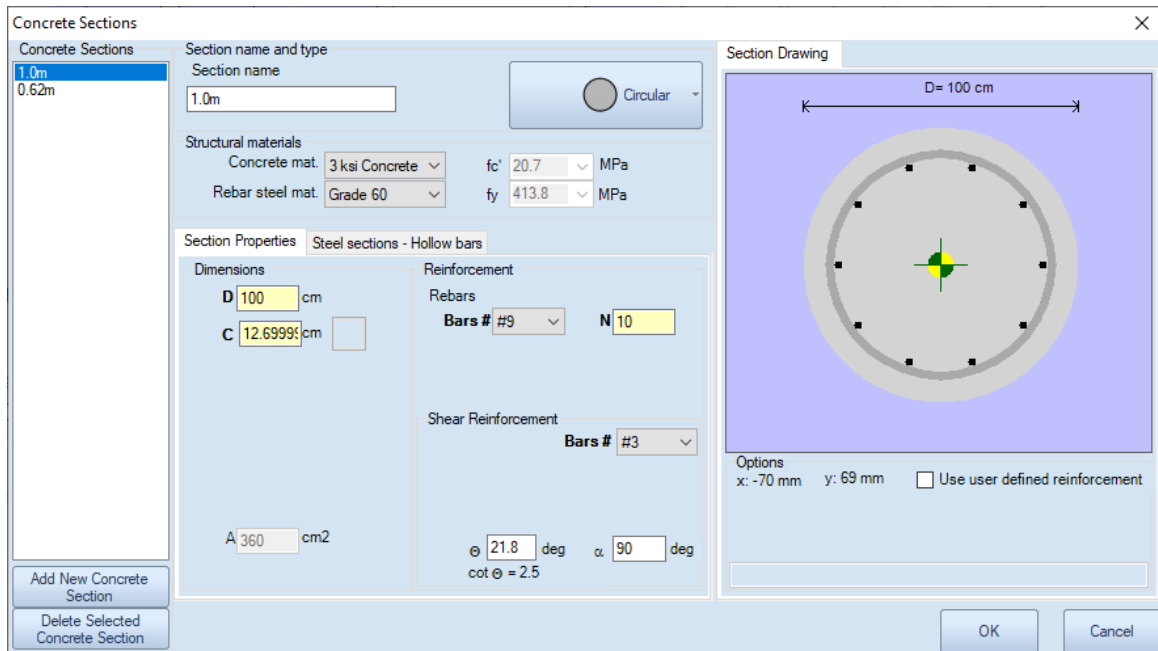 Concrete Sections
Concrete Sections
1.0m
0.62m
Add New Concrete
Section
Delete Selected
Concrete Section
Section name and type
Section name
1.0m
Circular
Structural materials
Concrete mat. 3 ksi Concrete fc' 20.7 MPa
Rebar steel mat. Grade 60 fy 413.8 MPa
Section Properties Steel sections - Hollow bars
Dimensions
D 100 cm
C 12.69999 cm
A 360 cm2
Reinforcement
Rebars
Bars # #9 N 10
Shear Reinforcement
Bars # #3
Θ 21.8 deg α 90 deg
cot Θ = 2.5
Section Drawing
D= 100 cm
Options
x: -70 mm y: 69 mm Use user defined reinforcement
OK Cancel